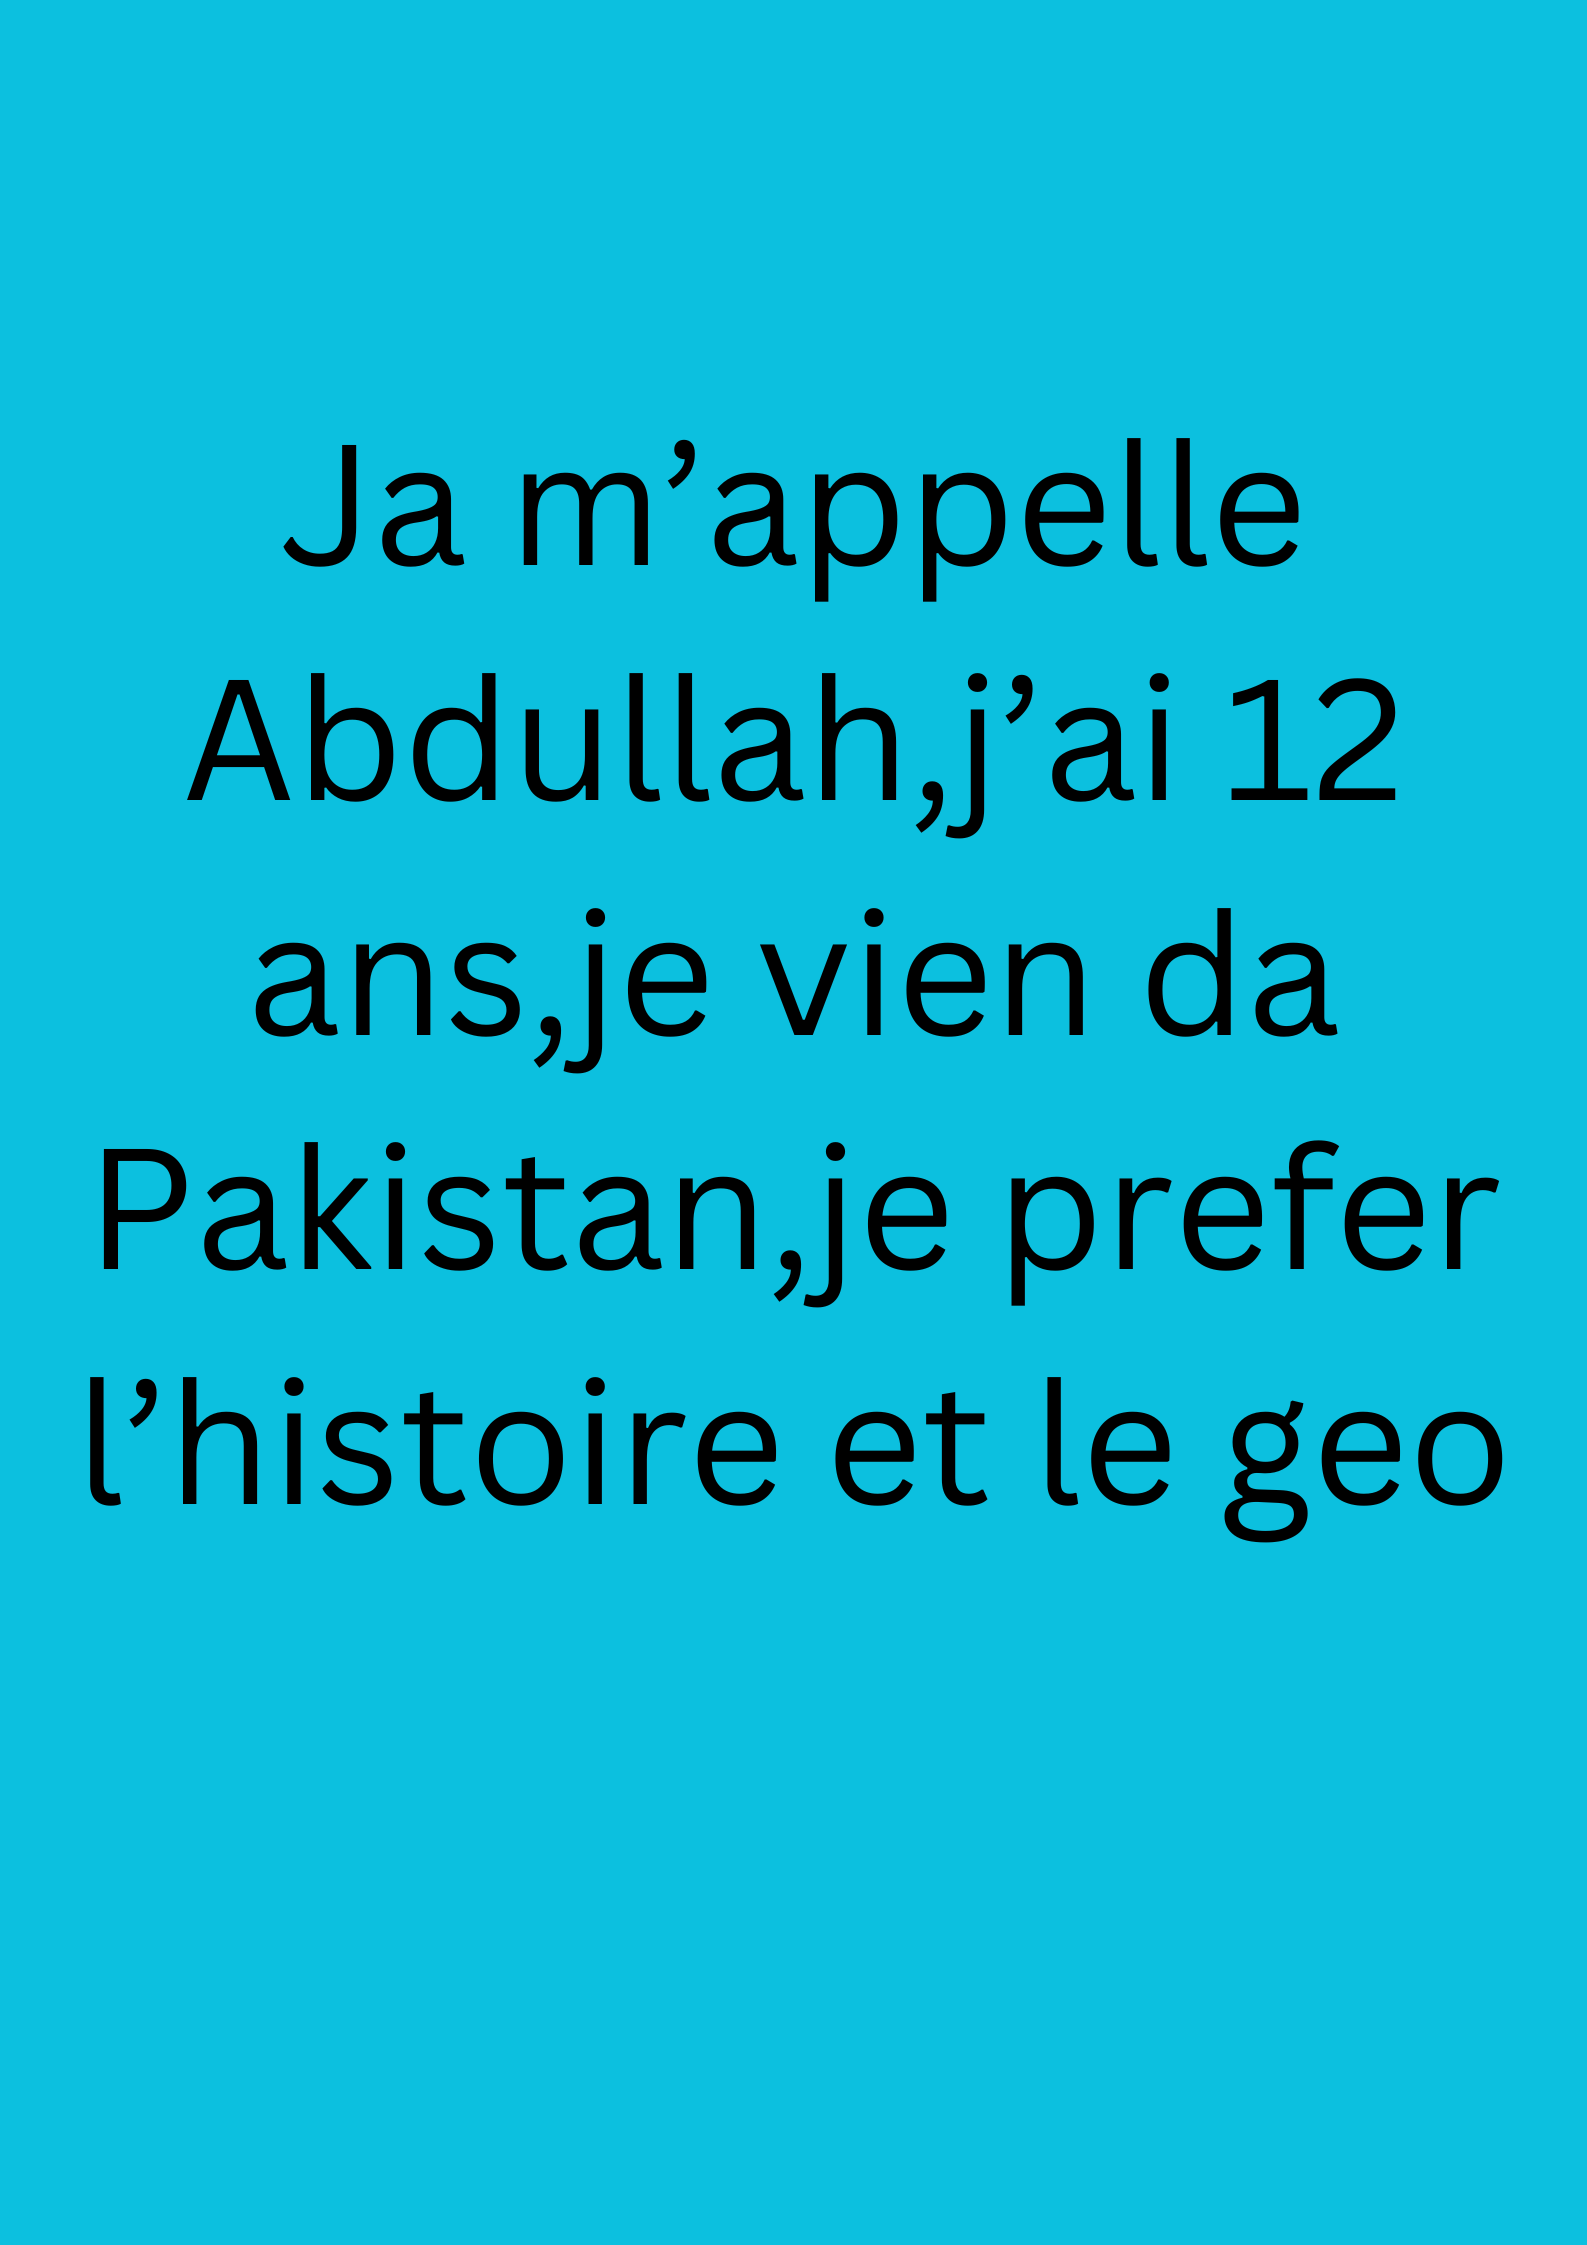 Ja m’appelle
Abdullah,j’ai 12
ans,je vien da
Pakistan,je prefer
l’histoire et le geo